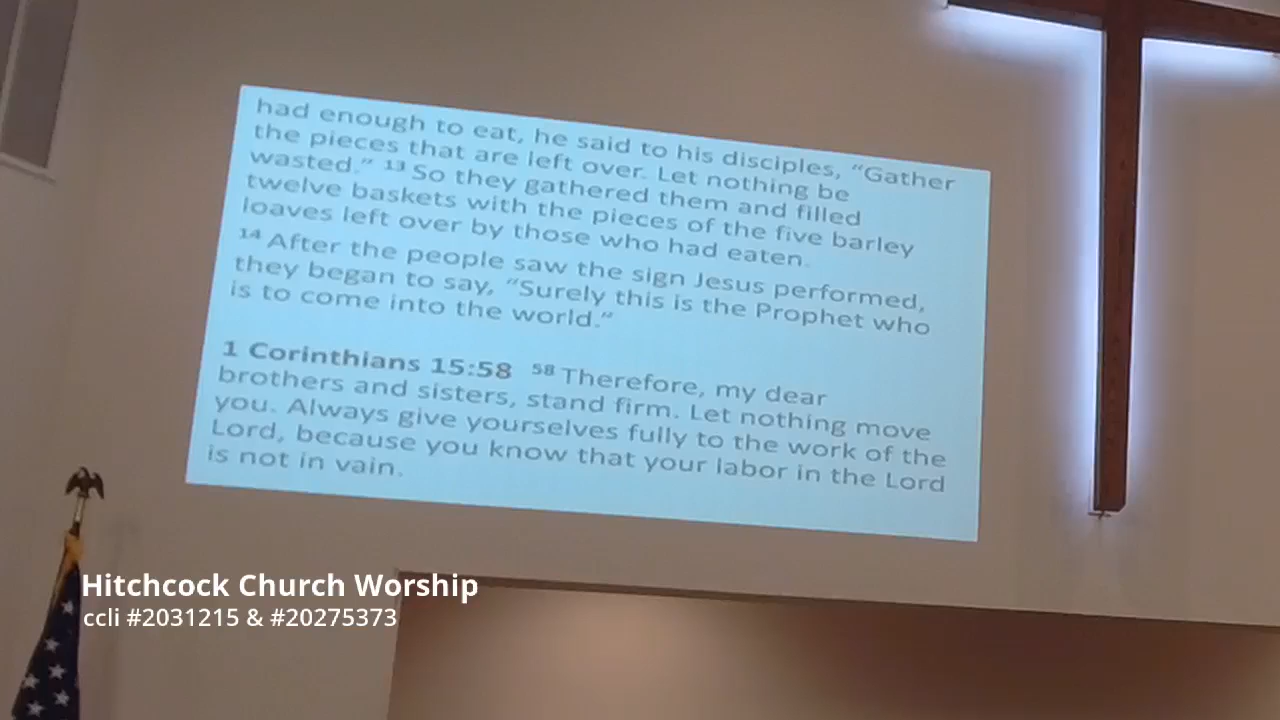 had enough to eat, he said to his disciples, “Gather
the pieces that are left over. Let nothing be
wasted.” 13 So they gathered them and filled
twelve baskets with the pieces of the five barley
loaves left over by those who had eaten.
14 After the people saw the sign Jesus performed,
they began to say, “Surely this is the Prophet who
is to come into the world.”
1 Corinthians 15:58 58 Therefore, my dear
brothers and sisters, stand firm. Let nothing move
you. Always give yourselves fully to the work of the
Lord, because you know that your labor in the Lord
is not in vain.
Hitchcock Church Worship
ccli #2031215 & #20275373